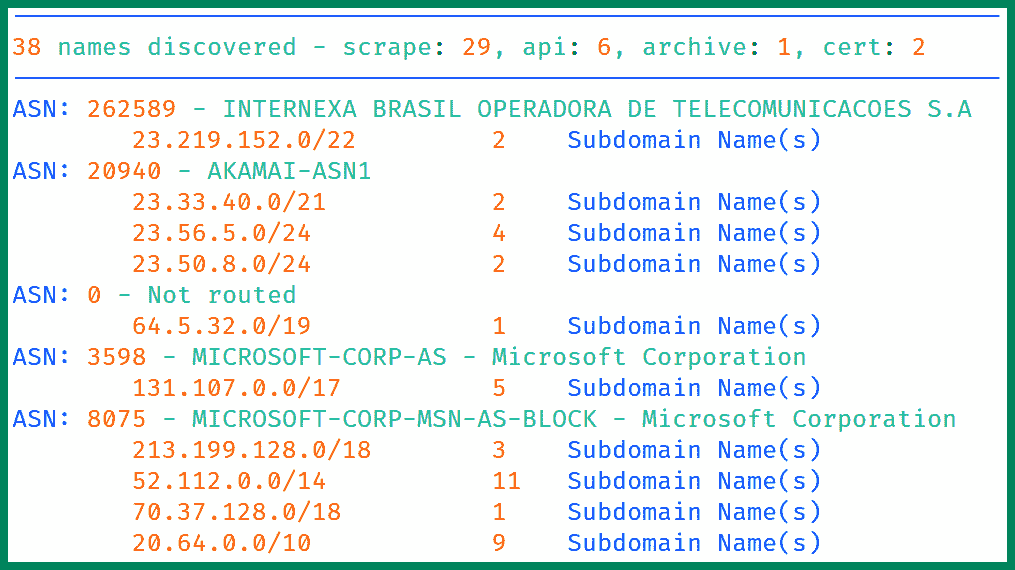 38 names discovered - scrape: 29, api: 6, archive: 1, cert: 2
ASN: 262589 - INTERNEXA BRASIL OPERADORA DE TELECOMUNICACOES S.A
23.219.152.0/22 2 Subdomain Name(s)
ASN: 20940 - AKAMAI-ASN1
23.33.40.0/21 2 Subdomain Name(s)
23.56.5.0/24 4 Subdomain Name(s)
23.50.8.0/24 2 Subdomain Name(s)
ASN: 0 - Not routed
64.5.32.0/19 1 Subdomain Name(s)
ASN: 3598 - MICROSOFT-CORP-AS - Microsoft Corporation
131.107.0.0/17 5 Subdomain Name(s)
ASN: 8075 - MICROSOFT-CORP-MSN-AS-BLOCK - Microsoft Corporation
213.199.128.0/18 3 Subdomain Name(s)
52.112.0.0/14 11 Subdomain Name(s)
70.37.128.0/18 1 Subdomain Name(s)
20.64.0.0/10 9 Subdomain Name(s)